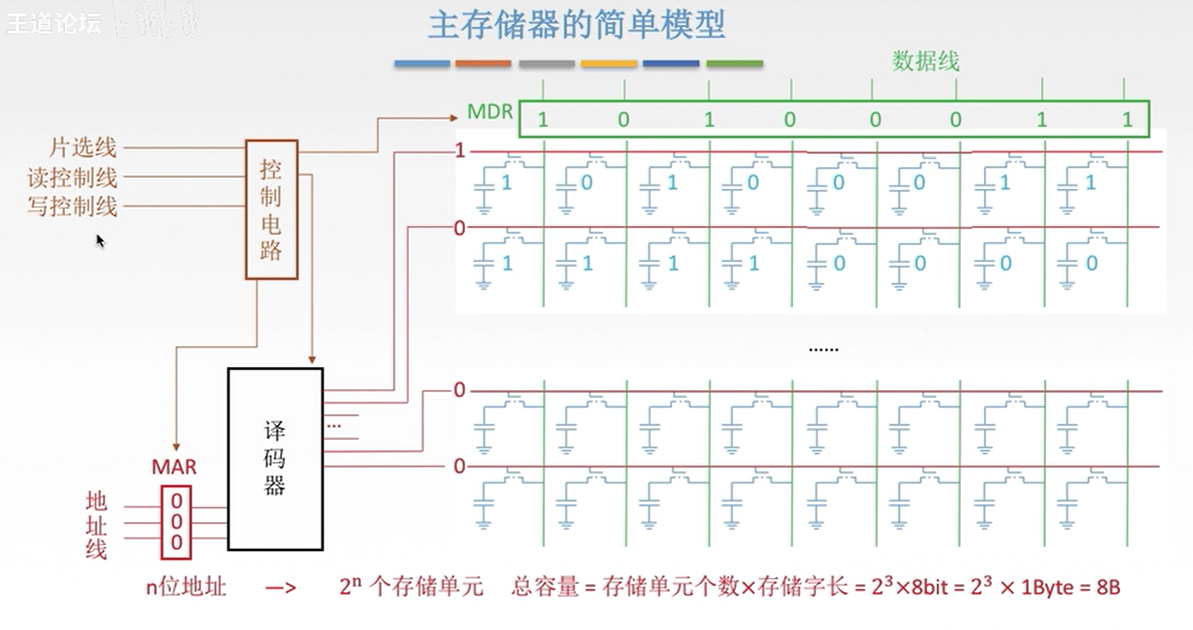 王道论坛
主存储器的简单模型
数据线
MDR 1 0 1 0 0 0 1 1
片选线
读控制线
写控制线
控制电路
1
1 0 1 0 0 0 1 1
0
1 1 1 1 0 0 0 0
......
0
...
0
译码器
MAR
地址线
0
0
0
n位地址 —> 2ⁿ 个存储单元 总容量 = 存储单元个数×存储字长 = 2³×8bit = 2³ × 1Byte = 8B